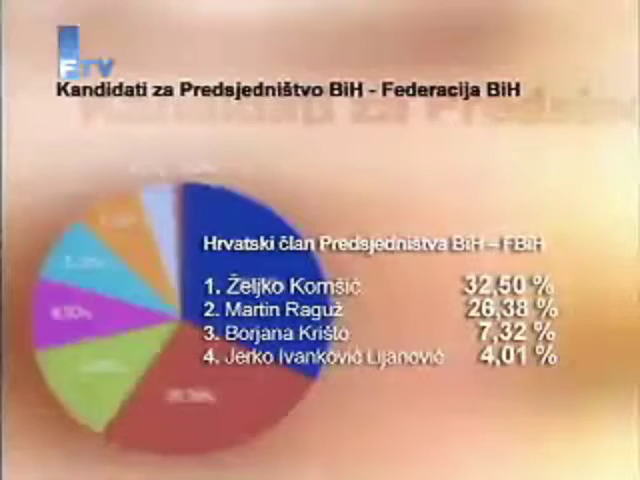 FTV
Kandidati za Predsjedništvo BiH - Federacija BiH
Hrvatski član Predsjedništva BiH – FBiH
1. Željko Komšić 32,50 %
2. Martin Raguž 26,38 %
3. Borjana Krišto 7,32 %
4. Jerko Ivanković Lijanović 4,01 %